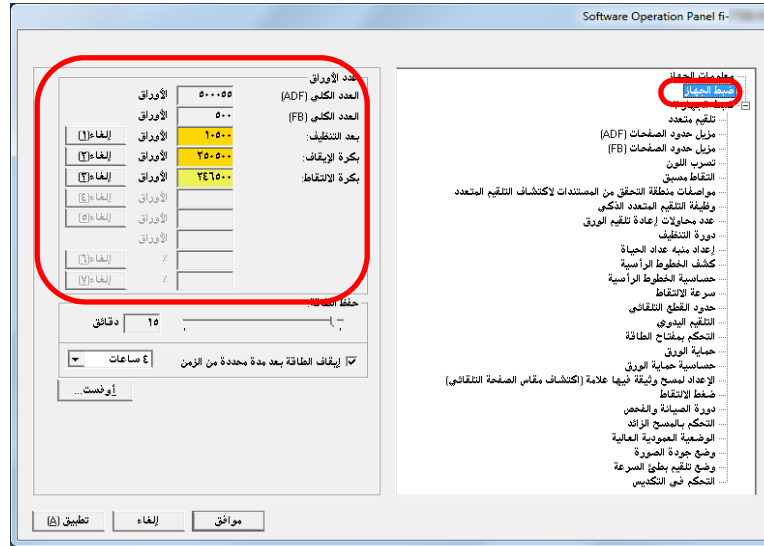 Software Operation Panel fi-
معلومات الجهاز
ضبط الجهاز
ضبط الجهاز ٢
تلقيم متعدد
مزيل حدود الصفحات (ADF)
مزيل حدود الصفحات (FB)
تسرب اللون
التقاط مسبق
مواصفات منطقة التحقق من المستندات لاكتشاف التلقيم المتعدد
وظيفة التلقيم المتعدد الذكي
عدد محاولات إعادة تلقيم الورق
دورة التنظيف
إعداد منبه عداد الحياة
كشف الخطوط الرأسية
حساسية الخطوط الرأسية
سرعة الالتقاط
حدود القطع التلقائي
التلقيم اليدوي
التحكم بمفتاح الطاقة
حماية الورق
حساسية حماية الورق
الإعداد لمسح وثيقة فيها علامة (اكتشاف مقاس الصفحة التلقائي)
ضغط الالتقاط
دورة الصيانة والفحص
التحكم بالمسح الزائد
الوضعية العمودية العالية
وضع جودة الصورة
وضع تلقيم بطئ السرعة
التحكم في التكديس
عدد الأوراق
العدد الكلي (ADF) ٥٠٠٠٥٥ الأوراق
العدد الكلي (FB) ٥٠٠ الأوراق
بعد التنظيف: ١٠٥٠٠ الأوراق إلغاء(١)
بكرة الإيقاف: ٢٥٠٥٠٠ الأوراق إلغاء(٢)
بكرة الالتقاط: ٢٤٦٥٠٠ الأوراق إلغاء(٣)
الأوراق إلغاء(٤)
الأوراق إلغاء(٥)
الأوراق
٪ إلغاء(٦)
٪ إلغاء(٧)
حفظ الطاقة:
١٥ دقائق
إيقاف الطاقة بعد مدة محددة من الزمن ٤ ساعات
أوفست...
موافق إلغاء تطبيق (A)